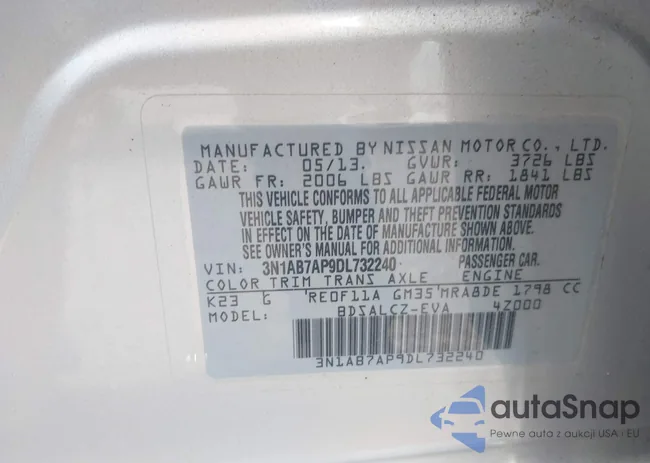 MANUFACTURED BY NISSAN MOTOR CO., LTD.
DATE: 05/13. GVWR: 3726 LBS
GAWR FR: 2006 LBS GAWR RR: 1841 LBS
THIS VEHICLE CONFORMS TO ALL APPLICABLE FEDERAL MOTOR
VEHICLE SAFETY, BUMPER AND THEFT PREVENTION STANDARDS
IN EFFECT ON THE DATE OF MANUFACTURE SHOWN ABOVE.
SEE OWNER'S MANUAL FOR ADDITIONAL INFORMATION.
VIN: 3N1AB7AP9DL732240 PASSENGER CAR.
COLOR TRIM TRANS AXLE ENGINE
K23 G 'RE0F11A GM35'MRA8DE 1798 CC
BDSALCZ-EVA 4Z000
3N1AB7AP9DL732240
autaSnap
Pewne auta z aukcji USA i EU